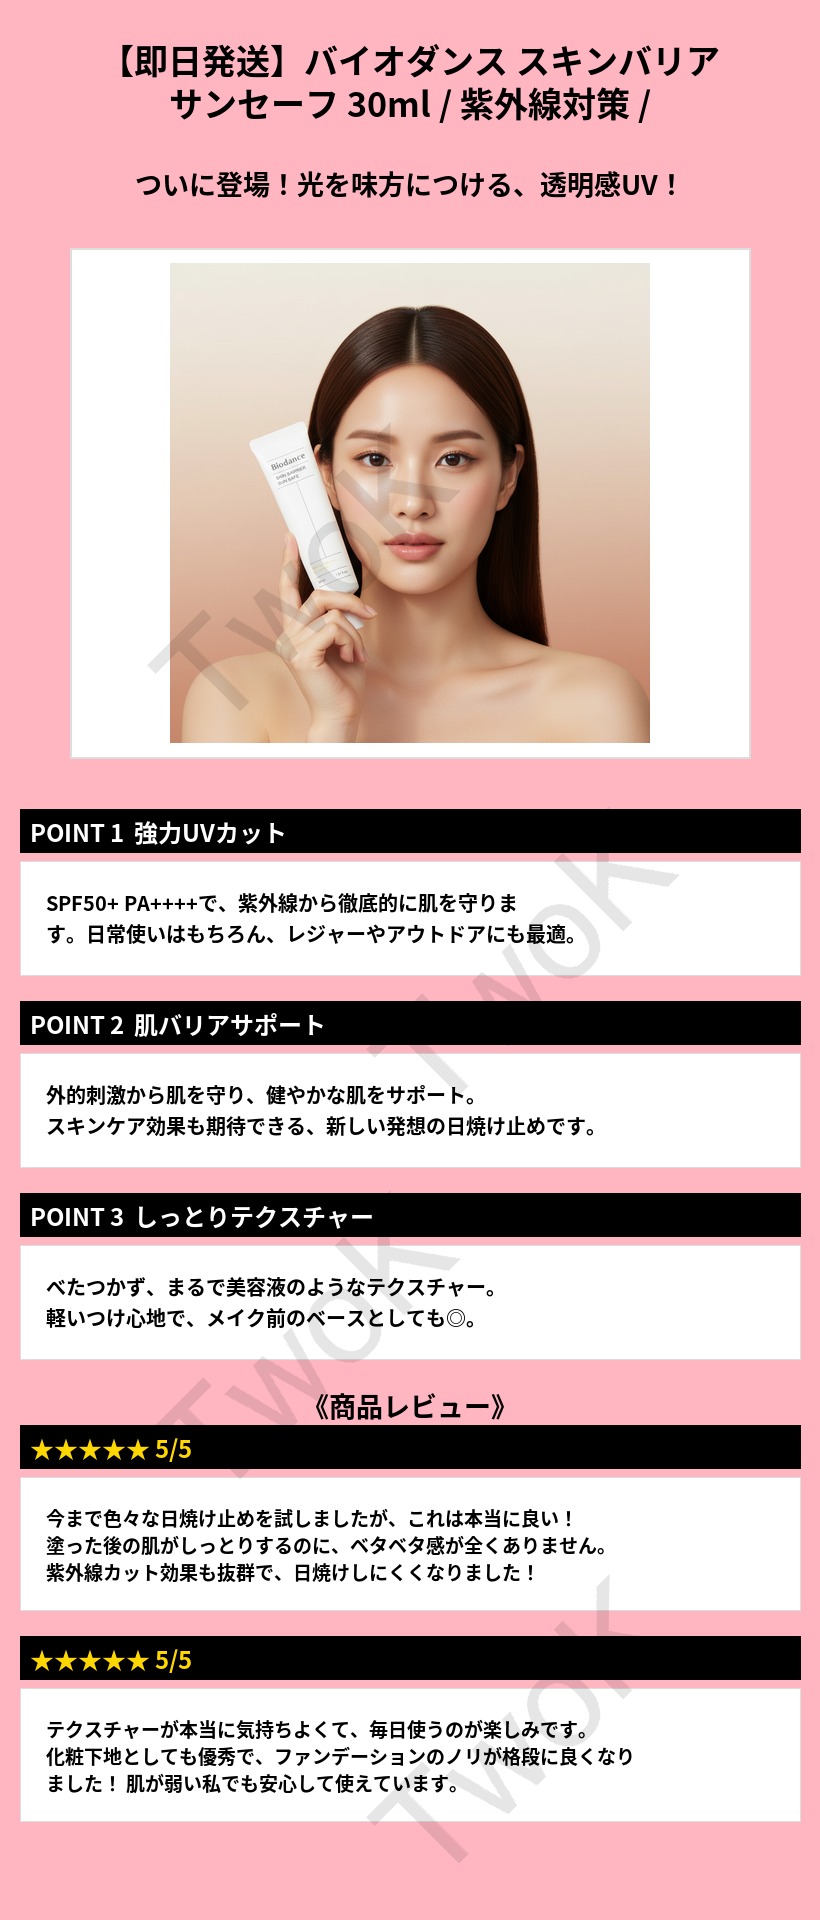 【即日発送】バイオダンス スキンバリア
サンセーフ 30ml / 紫外線対策 /
ついに登場！光を味方につける、透明感UV！
Biodance
SKIN BARRIER
SUN SAFE
Twok
POINT 1 強力UVカット
SPF50+ PA++++で、紫外線から徹底的に肌を守りま
す。日常使いはもちろん、レジャーやアウトドアにも最適。
Twok
POINT 2 肌バリアサポート
外的刺激から肌を守り、健やかな肌をサポート。
スキンケア効果も期待できる、新しい発想の日焼け止めです。
POINT 3 しっとりテクスチャー
べたつかず、まるで美容液のようなテクスチャー。
軽いつけ心地で、メイク前のベースとしても◎。
Twok
《商品レビュー》
★★★★★ 5/5
今まで色々な日焼け止めを試しましたが、これは本当に良い！
塗った後の肌がしっとりするのに、ベタベタ感が全くありません。
紫外線カット効果も抜群で、日焼けしにくくなりました！
★★★★★ 5/5
テクスチャーが本当に気持ちよくて、毎日使うのが楽しみです。
化粧下地としても優秀で、ファンデーションのノリが格段に良くなり
ました！ 肌が弱い私でも安心して使えています。
Twok